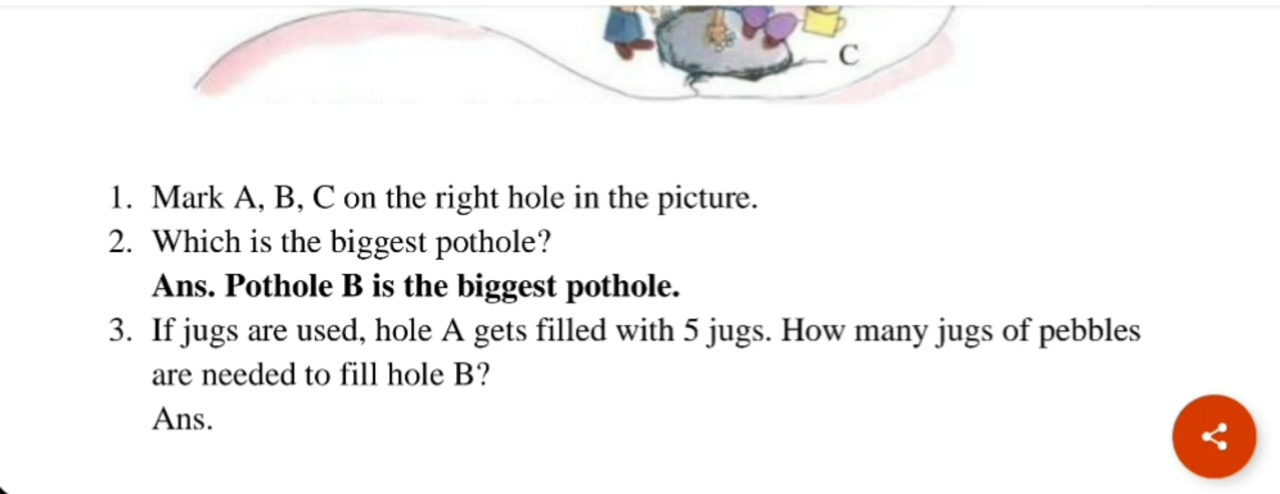 C
1. Mark A, B, C on the right hole in the picture.
2. Which is the biggest pothole?
Ans. Pothole B is the biggest pothole.
3. If jugs are used, hole A gets filled with 5 jugs. How many jugs of pebbles
are needed to fill hole B?
Ans.